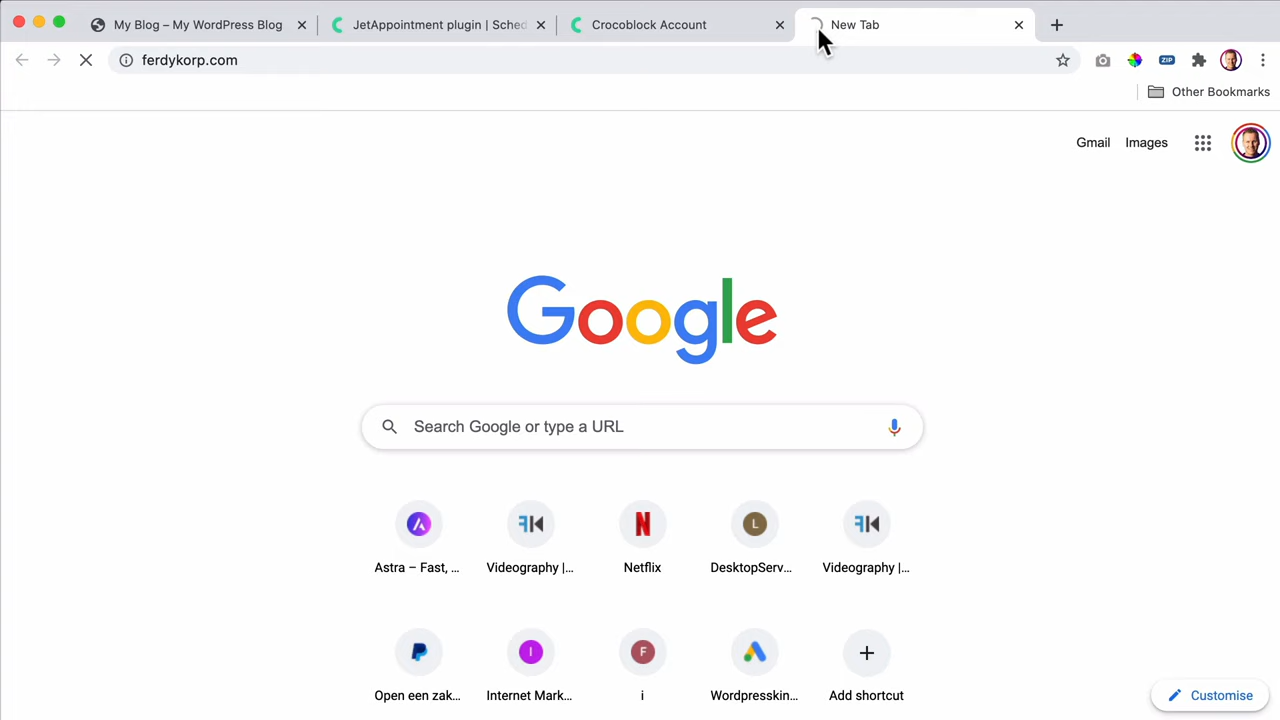 My Blog – My WordPress Blog
JetAppointment plugin | Sched
Crocoblock Account
New Tab
ferdykorp.com
ZIP
Other Bookmarks
Gmail
Images
Google
Search Google or type a URL
Astra – Fast, ...
Videography |...
Netflix
L
DesktopServ...
Videography |...
Open een zak...
I
Internet Mark...
F
i
Wordpresskin...
Add shortcut
Customise